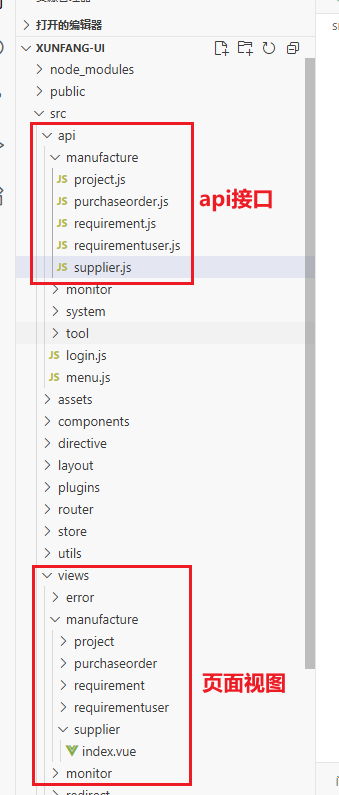 打开的编辑器
XUNFANG-UI
node_modules
public
src
api
manufacture
JS project.js
JS purchaseorder.js
JS requirement.js
JS requirementuser.js
JS supplier.js
api接口
monitor
system
tool
JS login.js
JS menu.js
assets
components
directive
layout
plugins
router
store
utils
views
error
manufacture
project
purchaseorder
requirement
requirementuser
页面视图
supplier
index.vue
monitor
redirect